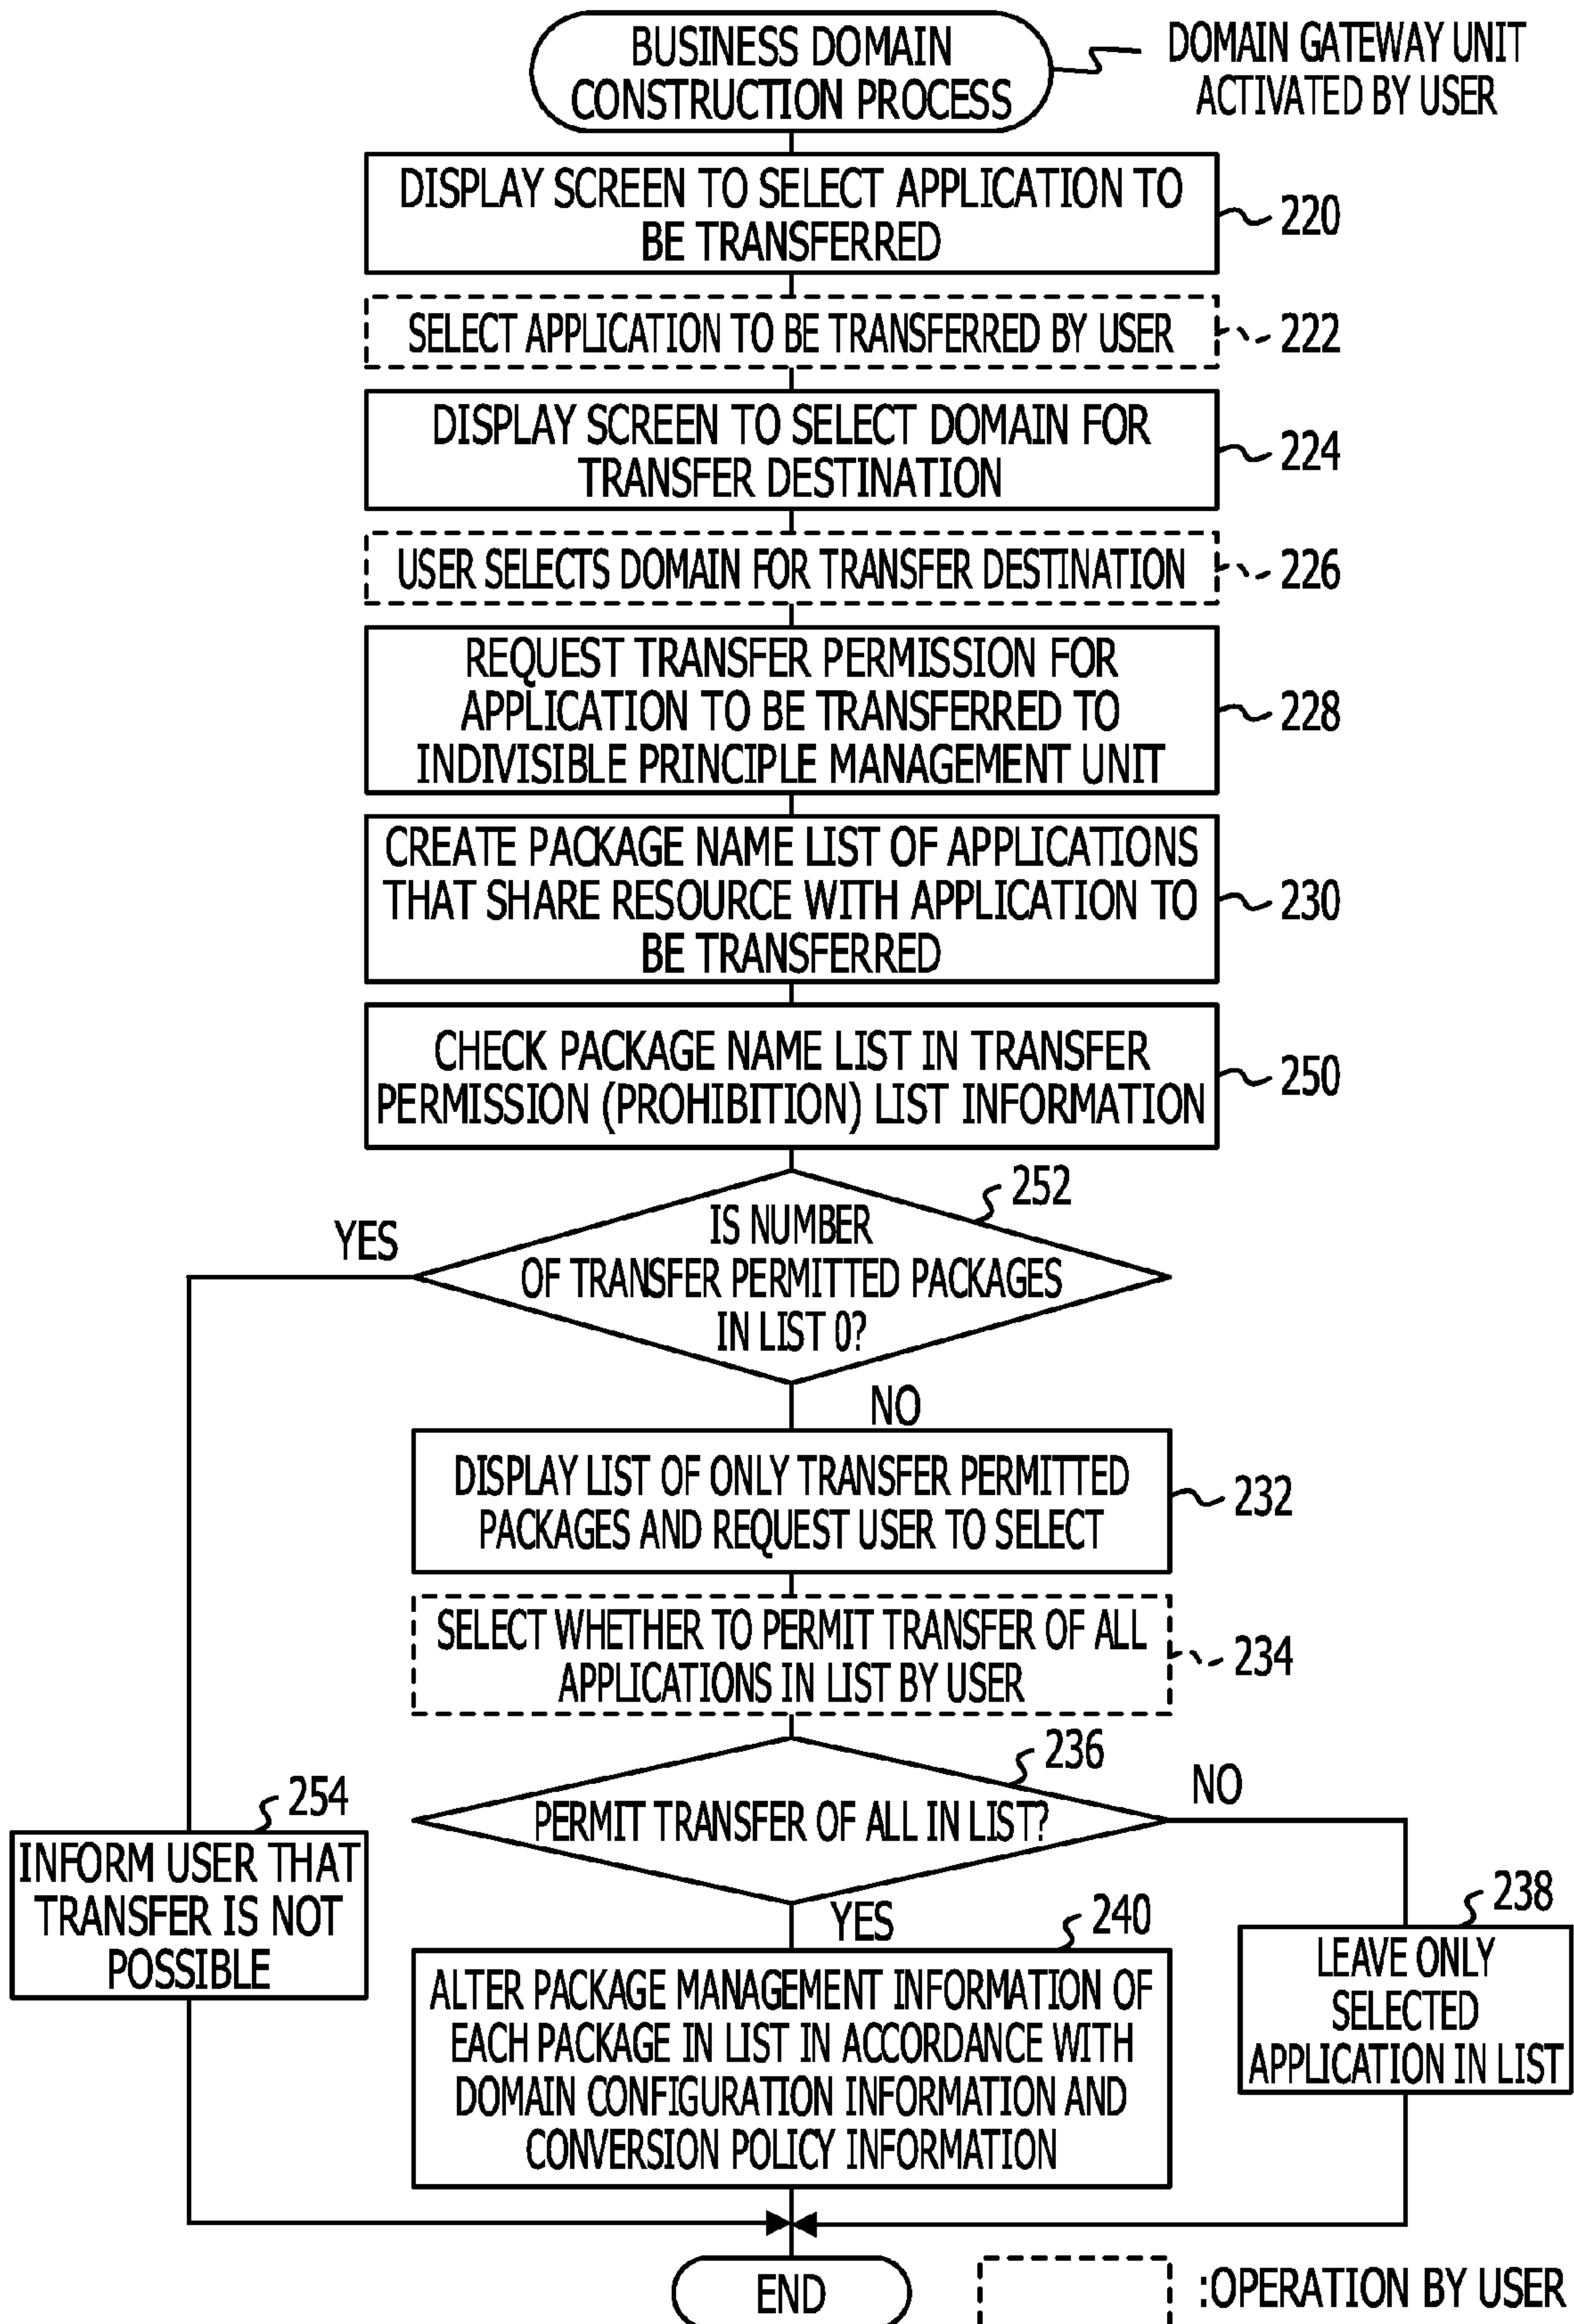 BUSINESS DOMAIN
CONSTRUCTION PROCESS
DOMAIN GATEWAY UNIT
ACTIVATED BY USER
DISPLAY SCREEN TO SELECT APPLICATION TO
BE TRANSFERRED
220
SELECT APPLICATION TO BE TRANSFERRED BY USER
222
DISPLAY SCREEN TO SELECT DOMAIN FOR
TRANSFER DESTINATION
224
USER SELECTS DOMAIN FOR TRANSFER DESTINATION
226
REQUEST TRANSFER PERMISSION FOR
APPLICATION TO BE TRANSFERRED TO
INDIVISIBLE PRINCIPLE MANAGEMENT UNIT
228
CREATE PACKAGE NAME LIST OF APPLICATIONS
THAT SHARE RESOURCE WITH APPLICATION TO
BE TRANSFERRED
230
CHECK PACKAGE NAME LIST IN TRANSFER
PERMISSION (PROHIBITION) LIST INFORMATION
250
252
IS NUMBER
OF TRANSFER PERMITTED PACKAGES
IN LIST 0?
YES
NO
DISPLAY LIST OF ONLY TRANSFER PERMITTED
PACKAGES AND REQUEST USER TO SELECT
232
SELECT WHETHER TO PERMIT TRANSFER OF ALL
APPLICATIONS IN LIST BY USER
234
236
PERMIT TRANSFER OF ALL IN LIST?
NO
YES
254
INFORM USER THAT
TRANSFER IS NOT
POSSIBLE
240
ALTER PACKAGE MANAGEMENT INFORMATION OF
EACH PACKAGE IN LIST IN ACCORDANCE WITH
DOMAIN CONFIGURATION INFORMATION AND
CONVERSION POLICY INFORMATION
238
LEAVE ONLY
SELECTED
APPLICATION IN LIST
END
:OPERATION BY USER